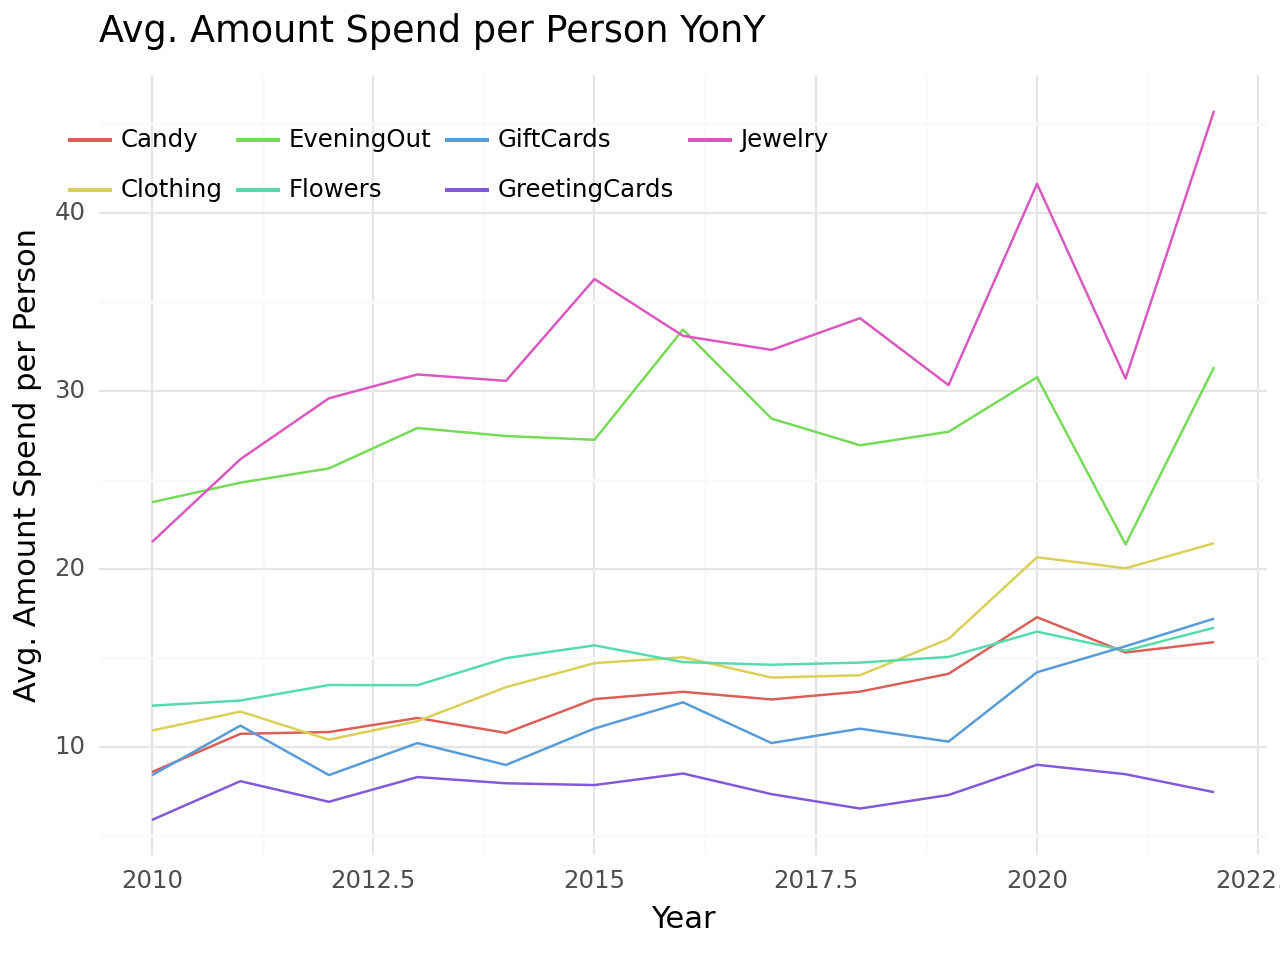 Avg. Amount Spend per Person YonY
Candy EveningOut GiftCards Jewelry
Clothing Flowers GreetingCards
40
30
20
10
Avg. Amount Spend per Person
2010 2012.5 2015 2017.5 2020 2022.
Year